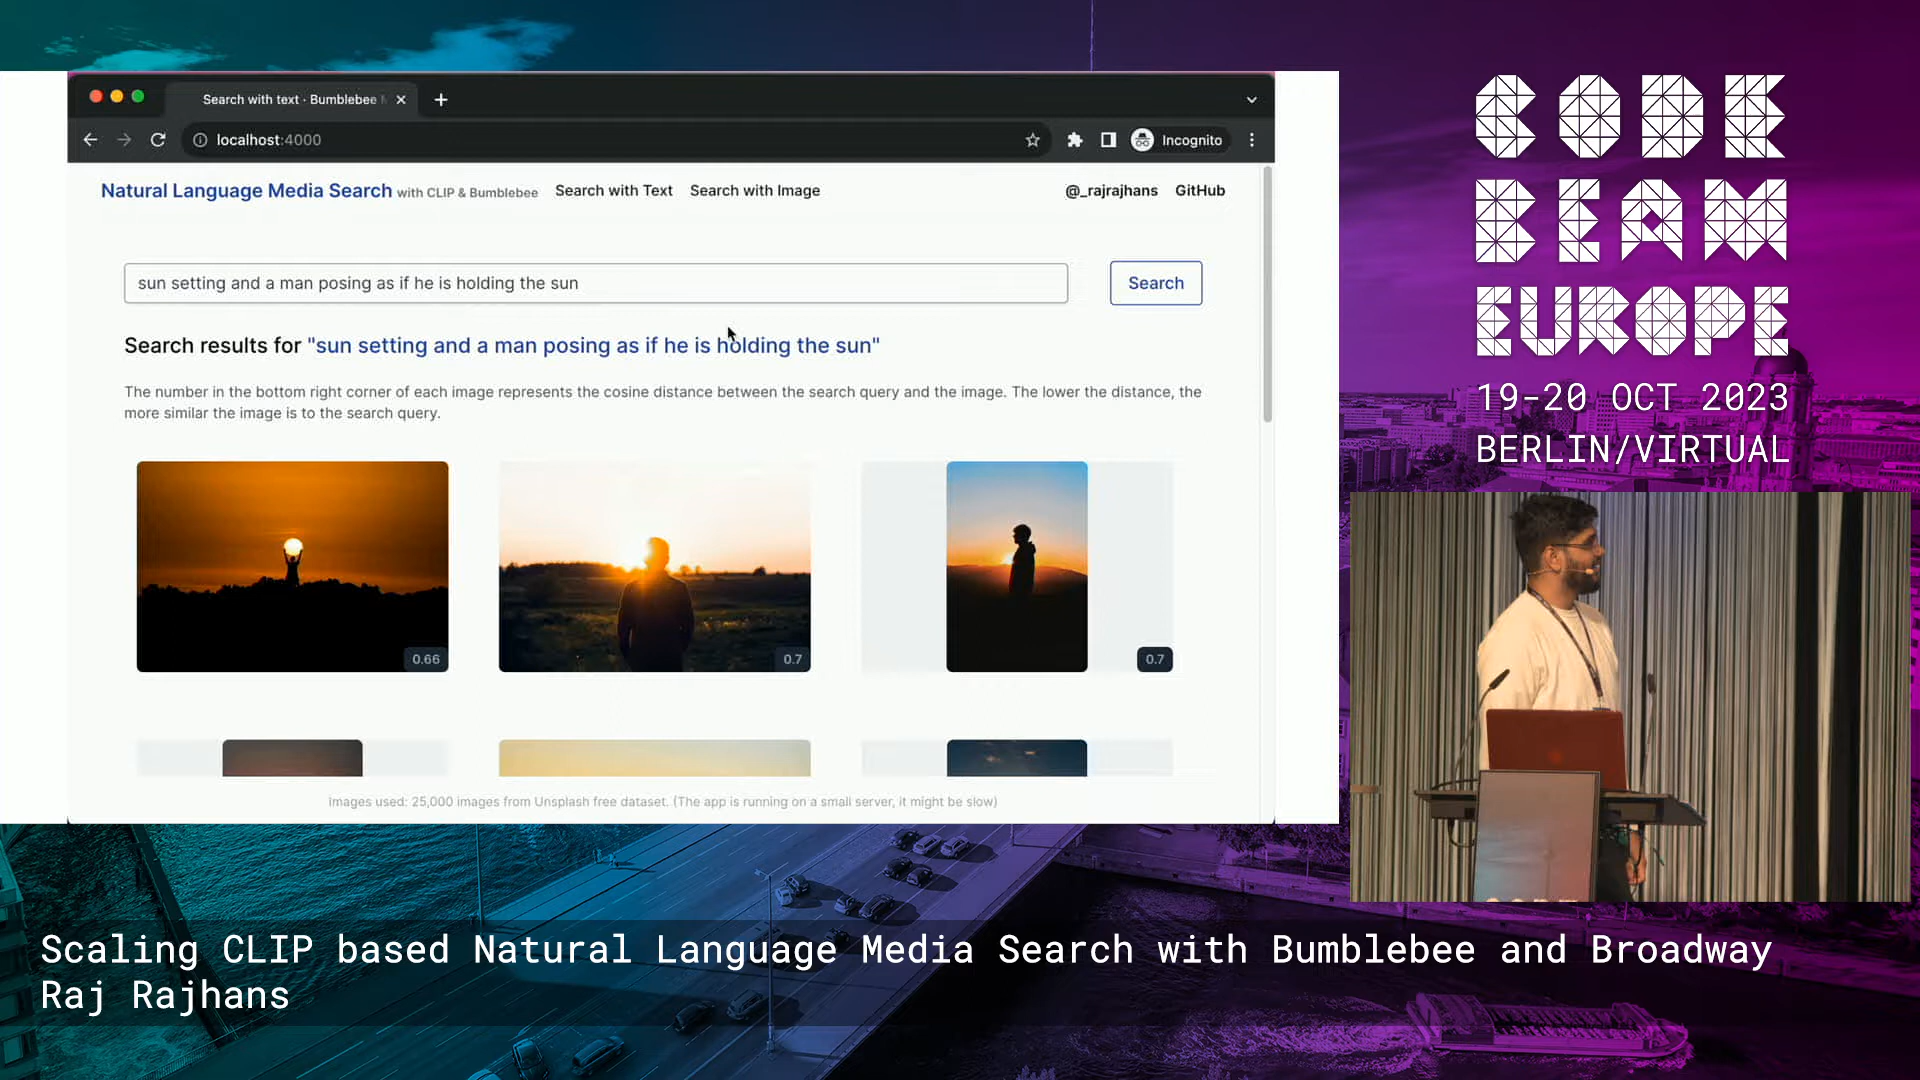 Search with text · Bumblebee
localhost:4000
Incognito
Natural Language Media Search with CLIP & Bumblebee
Search with Text
Search with Image
@_rajrajhans
GitHub
sun setting and a man posing as if he is holding the sun
Search
Search results for "sun setting and a man posing as if he is holding the sun"
The number in the bottom right corner of each image represents the cosine distance between the search query and the image. The lower the distance, the
more similar the image is to the search query.
0.66
0.7
0.7
Images used: 25,000 images from Unsplash free dataset. (The app is running on a small server, it might be slow)
CODE
BEAM
EUROPE
19-20 OCT 2023
BERLIN/VIRTUAL
Scaling CLIP based Natural Language Media Search with Bumblebee and Broadway
Raj Rajhans